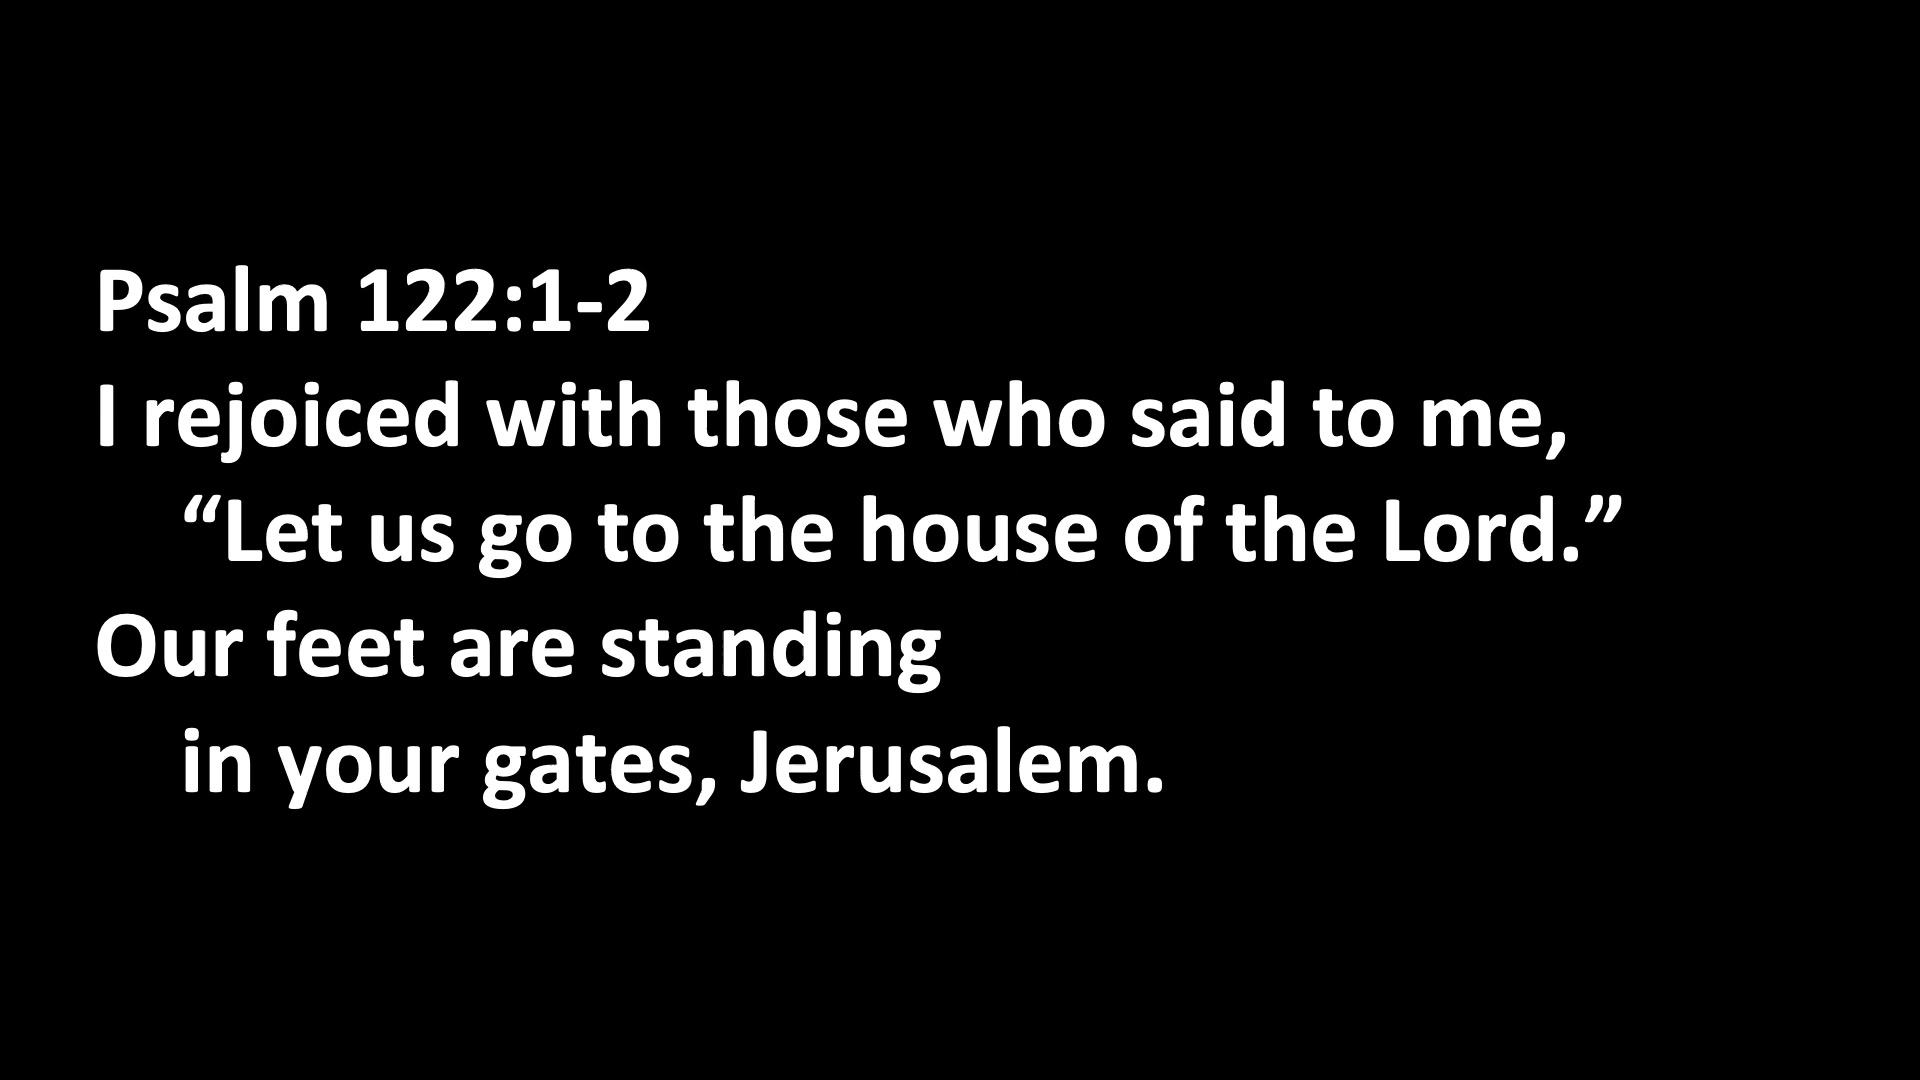 Psalm 122:1-2
I rejoiced with those who said to me,
“Let us go to the house of the Lord.”
Our feet are standing
in your gates, Jerusalem.